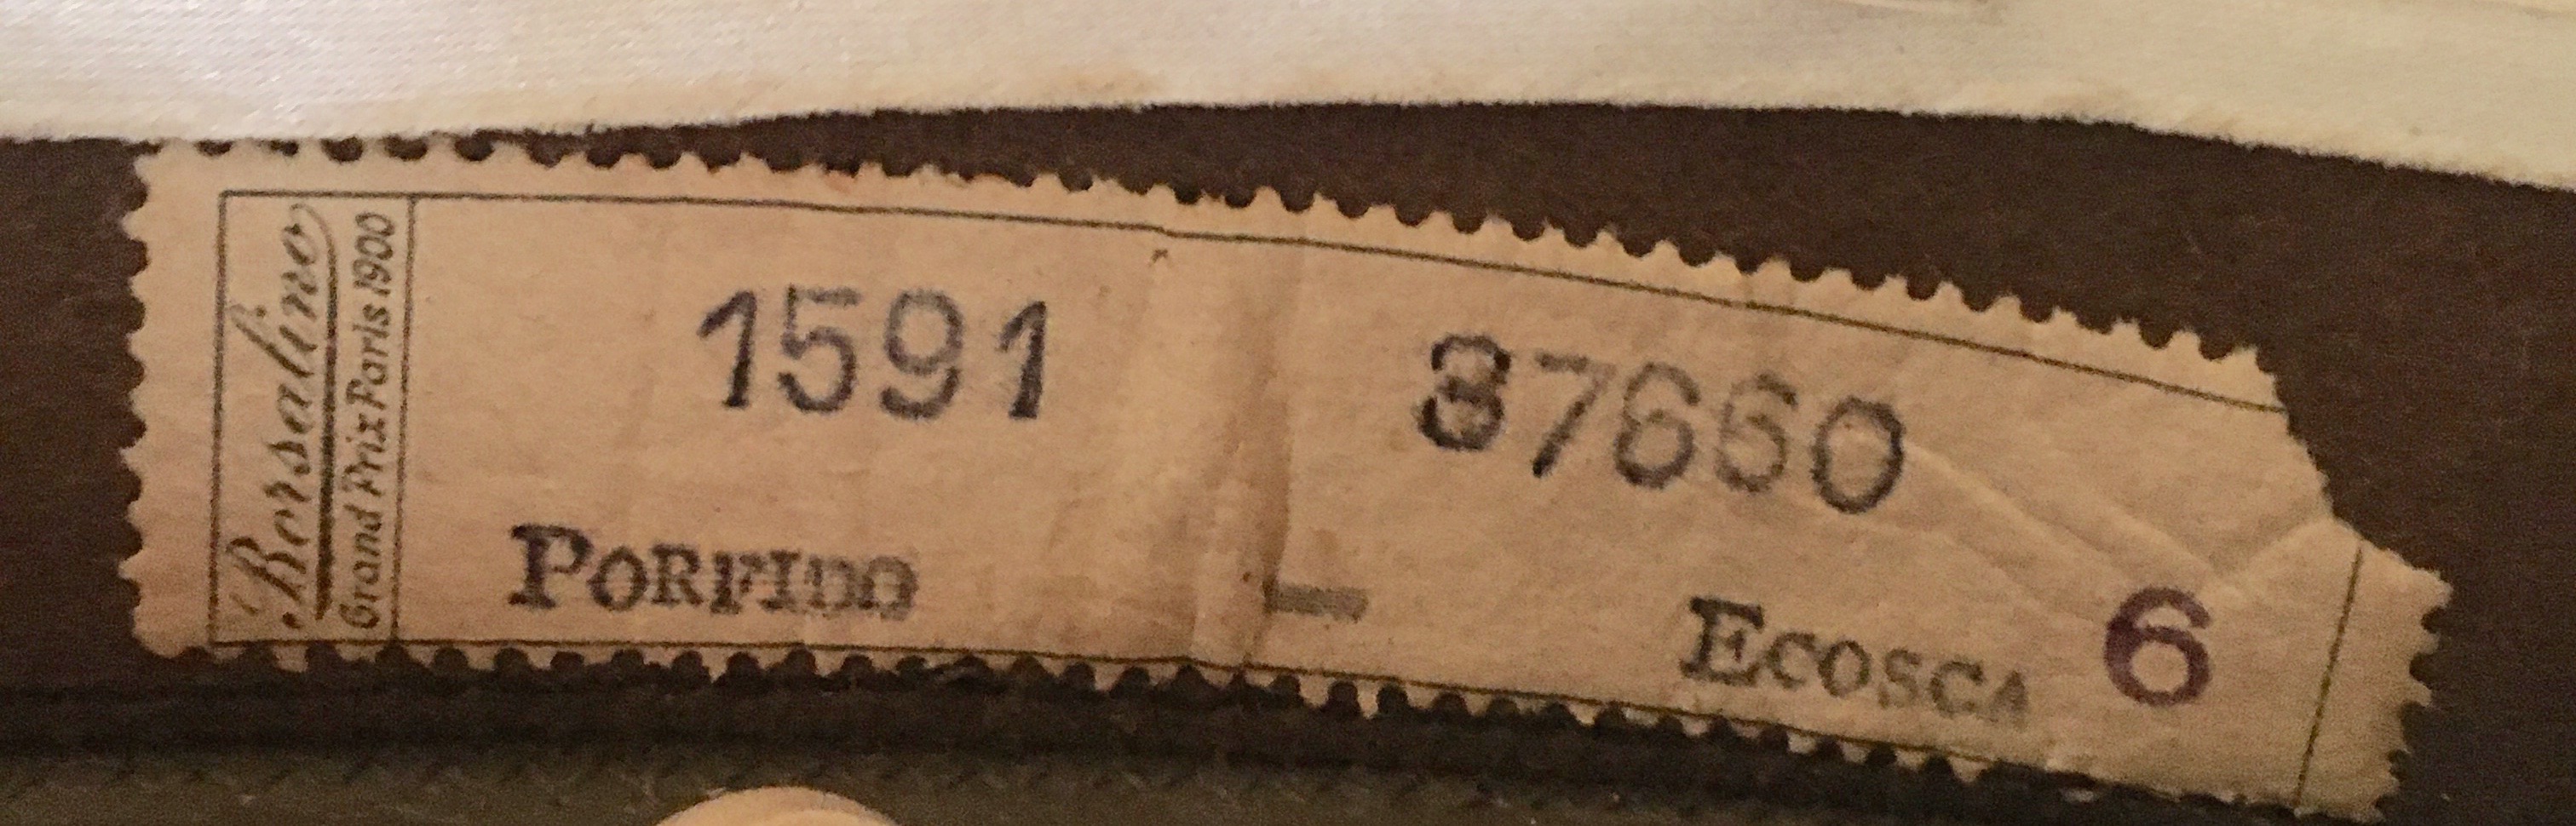 Borsalino
Grand Prix Paris 1900
1591 37660
PORFIDO - ECOSCA 6